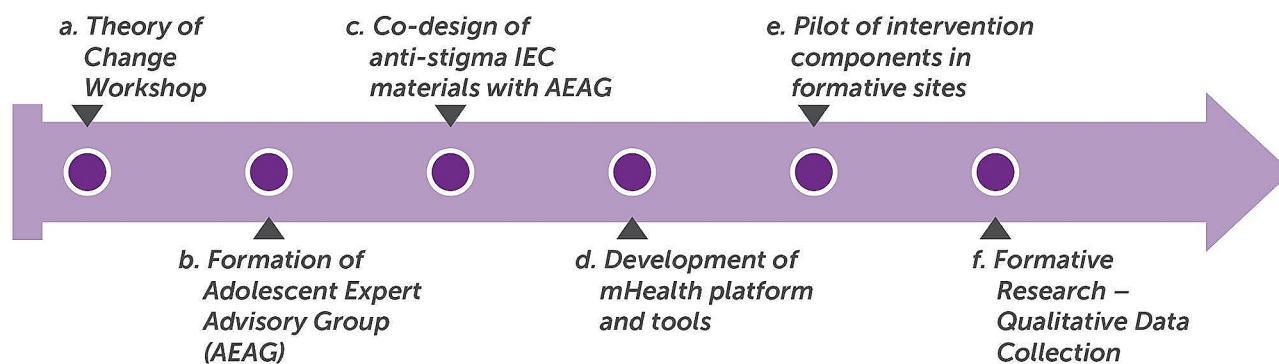 a. Theory of
Change
Workshop
b. Formation of
Adolescent Expert
Advisory Group
(AEAG)
c. Co-design of
anti-stigma IEC
materials with AEAG
d. Development of
mHealth platform
and tools
e. Pilot of intervention
components in
formative sites
f. Formative
Research –
Qualitative Data
Collection